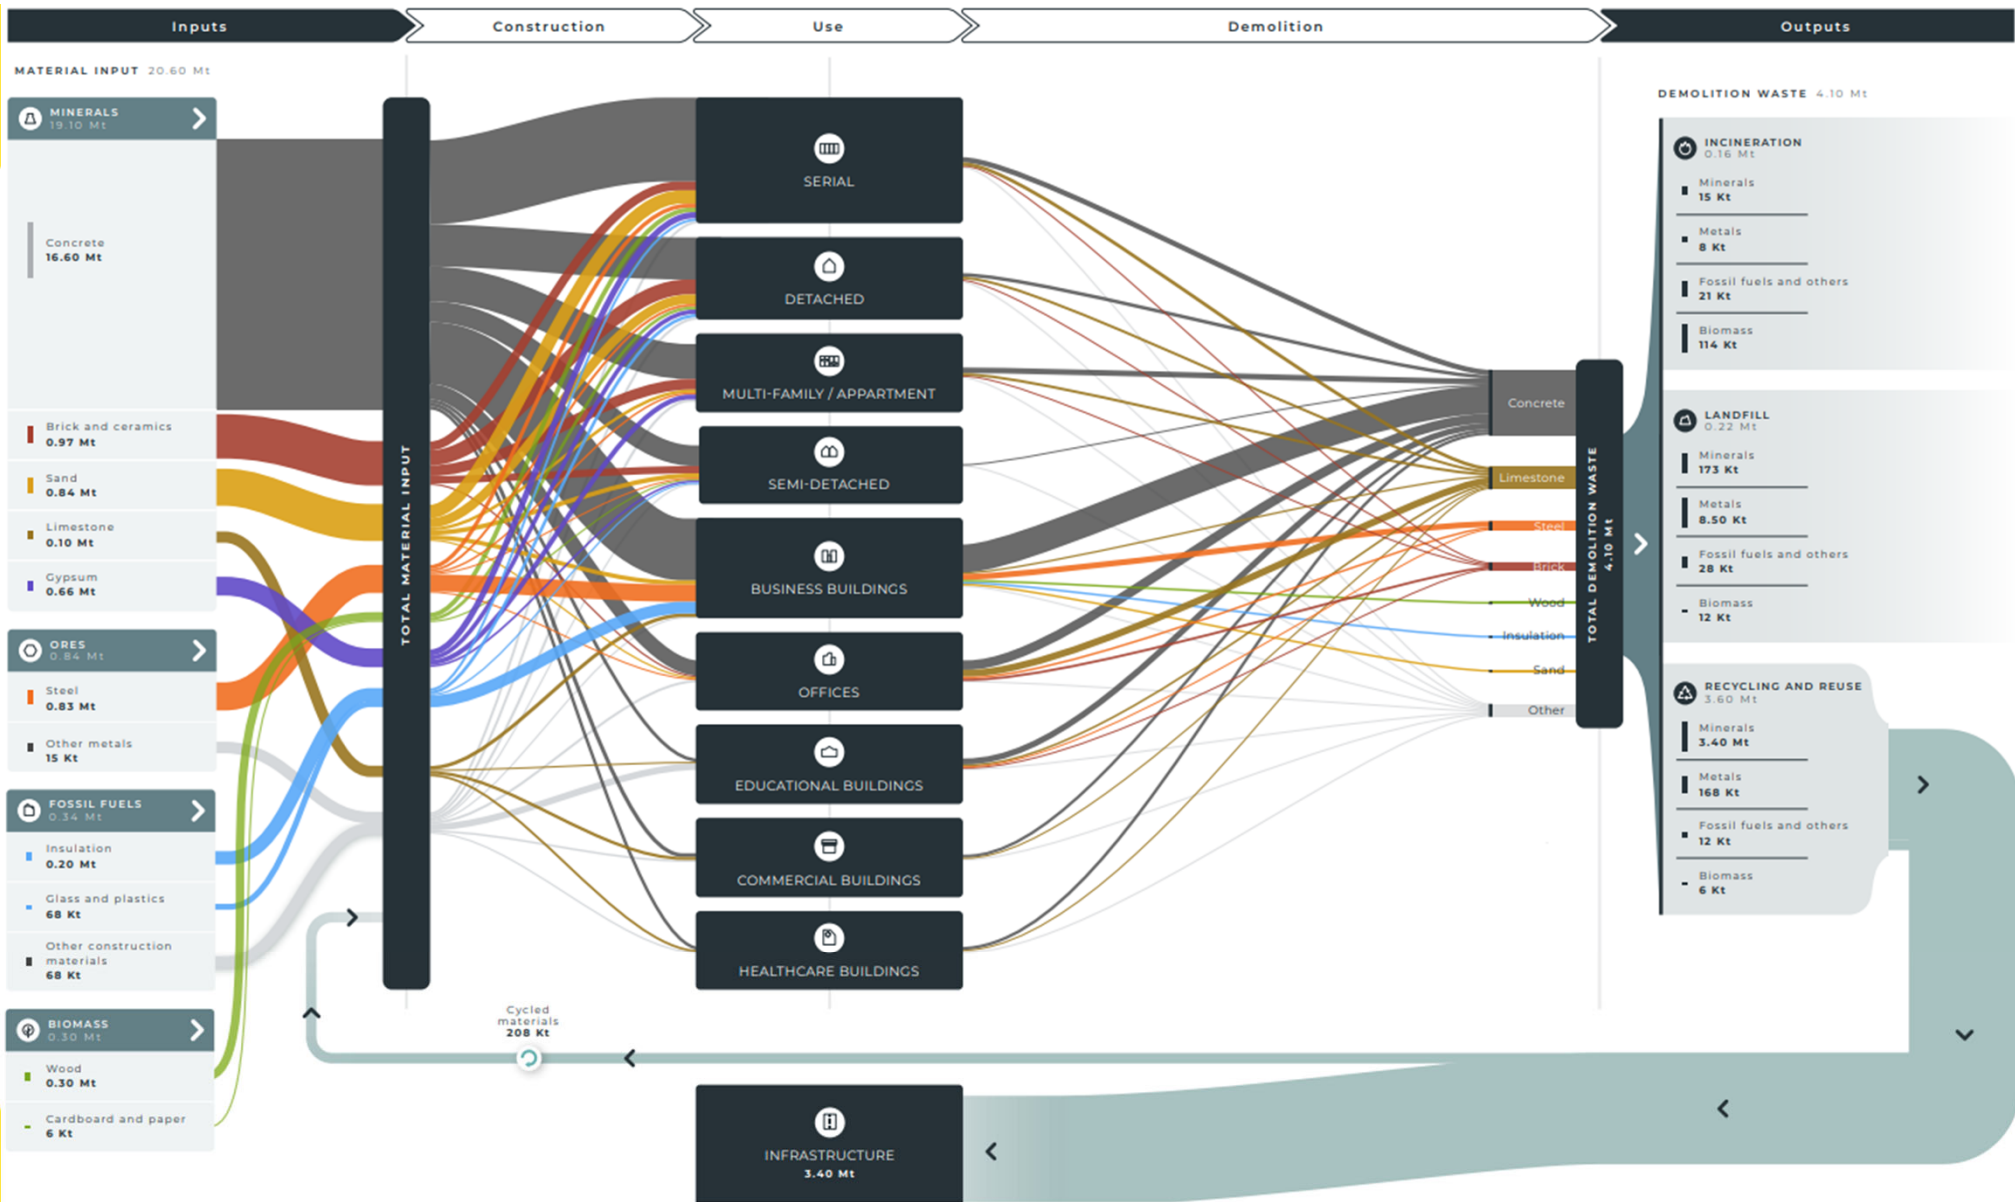 Inputs
Construction
Use
Demolition
Outputs
MATERIAL INPUT 20.60 Mt
MINERALS
19.10 Mt
Concrete
16.60 Mt
Brick and ceramics
0.97 Mt
Sand
0.84 Mt
Limestone
0.10 Mt
Gypsum
0.66 Mt
ORES
0.84 Mt
Steel
0.83 Mt
Other metals
15 Kt
FOSSIL FUELS
0.34 Mt
Insulation
0.20 Mt
Glass and plastics
68 Kt
Other construction
materials
68 Kt
BIOMASS
0.30 Mt
Wood
0.30 Mt
Cardboard and paper
6 Kt
TOTAL MATERIAL INPUT
Cycled
materials
208 Kt
SERIAL
DETACHED
MULTI-FAMILY / APPARTMENT
SEMI-DETACHED
BUSINESS BUILDINGS
OFFICES
EDUCATIONAL BUILDINGS
COMMERCIAL BUILDINGS
HEALTHCARE BUILDINGS
INFRASTRUCTURE
3.40 Mt
Concrete
Limestone
Steel
Brick
Wood
Insulation
Sand
Other
TOTAL DEMOLITION WASTE
4.10 Mt
DEMOLITION WASTE 4.10 Mt
INCINERATION
0.16 Mt
Minerals
15 Kt
Metals
8 Kt
Fossil fuels and others
21 Kt
Biomass
114 Kt
LANDFILL
0.22 Mt
Minerals
173 Kt
Metals
8.50 Kt
Fossil fuels and others
28 Kt
Biomass
12 Kt
RECYCLING AND REUSE
3.60 Mt
Minerals
3.40 Mt
Metals
168 Kt
Fossil fuels and others
12 Kt
Biomass
6 Kt